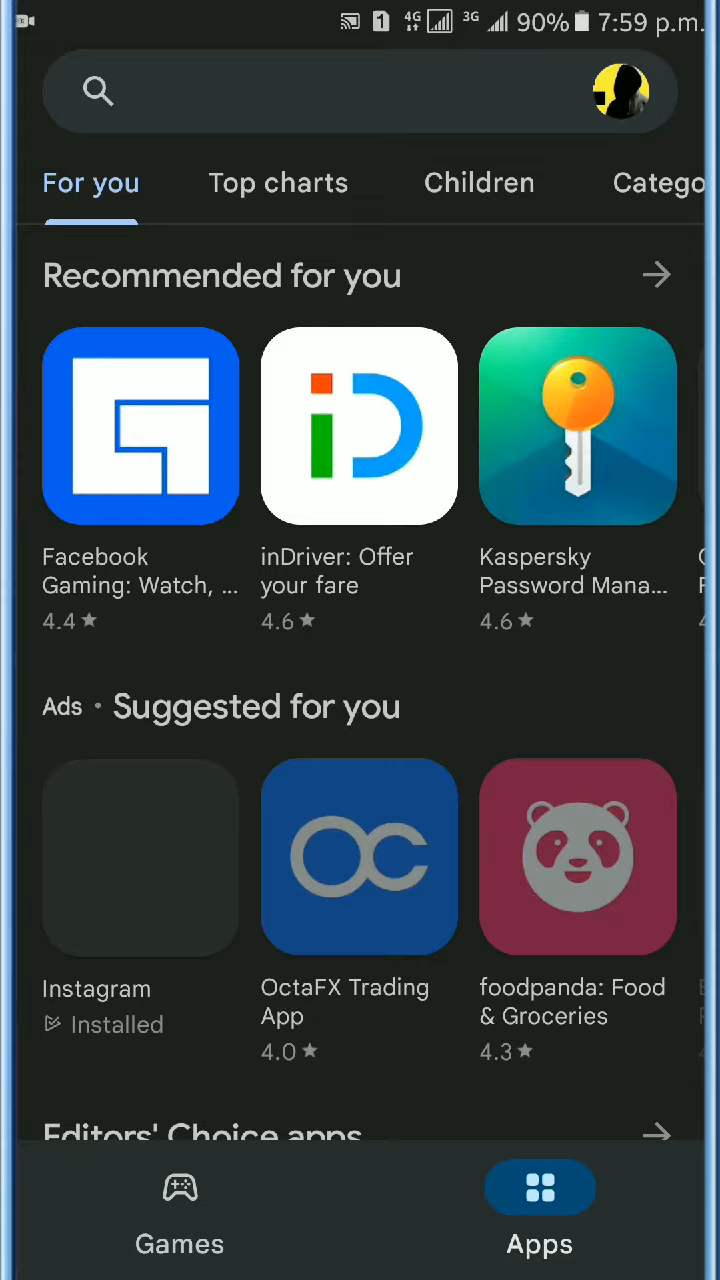 1 4G 3G 90% 7:59 p.m.
For you Top charts Children Catego
Recommended for you
Facebook Gaming: Watch, ...
4.4★
inDriver: Offer your fare
4.6★
Kaspersky Password Mana...
4.6★
Ads • Suggested for you
OC
Instagram
Installed
OctaFX Trading App
4.0★
foodpanda: Food & Groceries
4.3★
Editors' Choice apps
Games Apps